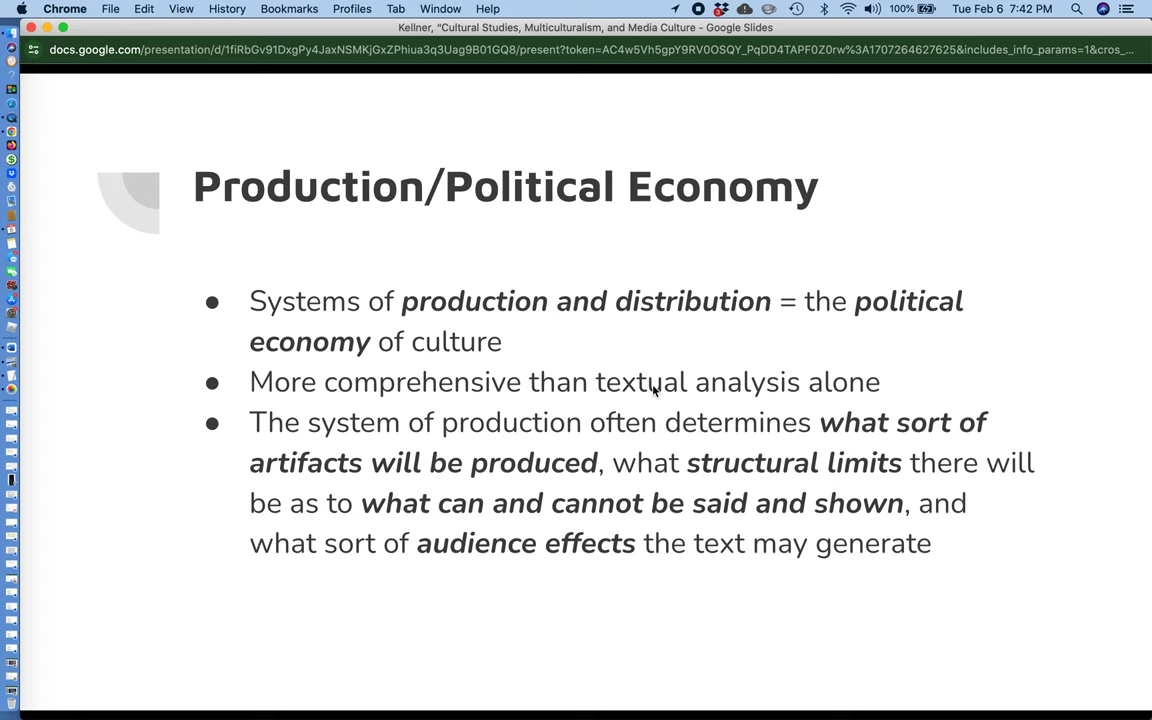 Chrome File Edit View History Bookmarks Profiles Tab Window Help 100% Tue Feb 6 7:42 PM
Kellner, “Cultural Studies, Multiculturalism, and Media Culture - Google Slides
docs.google.com/presentation/d/1fiRbGv91DxgPy4JaxNSMKjGxZPhiua3q3Uag9B01GQ8/present?token=AC4w5Vh5gpY9RV0OSQY_PqDD4TAPF0Z0rw%3A1707264627625&includes_info_params=1&cros_...
Production/Political Economy
● Systems of production and distribution = the political
economy of culture
● More comprehensive than textual analysis alone
● The system of production often determines what sort of
artifacts will be produced, what structural limits there will
be as to what can and cannot be said and shown, and
what sort of audience effects the text may generate